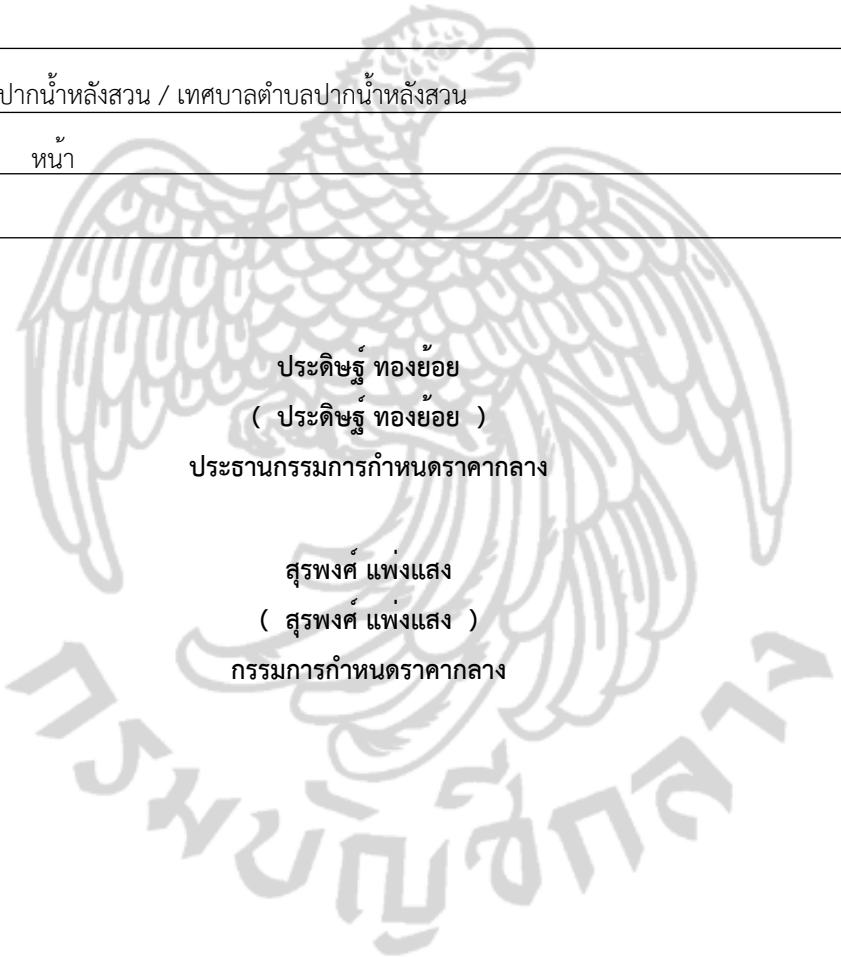 ปากน้ำหลังสวน / เทศบาลตำบลปากน้ำหลังสวน
หน้า
ประดิษฐ์ ทองย้อย
( ประดิษฐ์ ทองย้อย )
ประธานกรรมการกำหนดราคากลาง
สุรพงศ์ แพ่งแสง
( สุรพงศ์ แพ่งแสง )
กรรมการกำหนดราคากลาง
กรมบัญชีกลาง